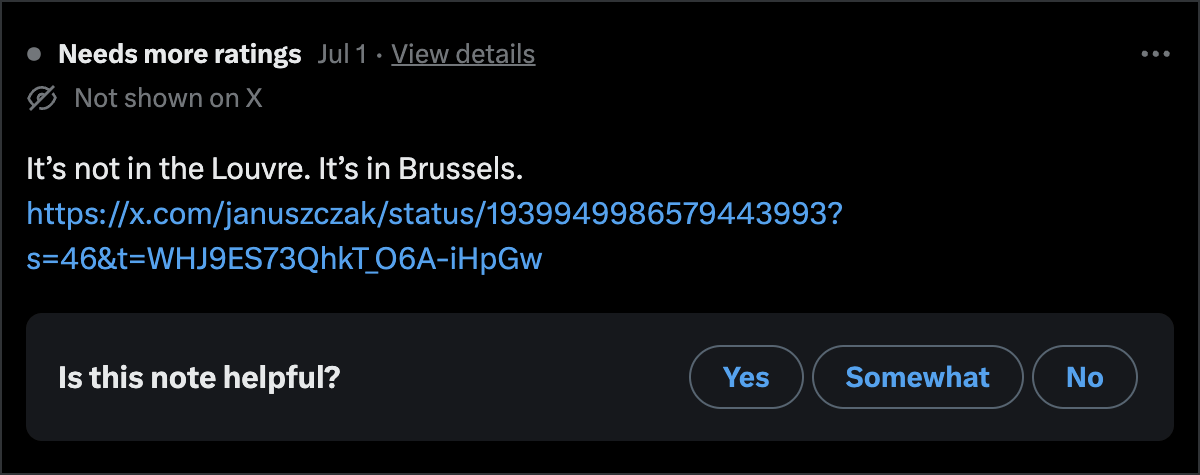 Needs more ratings Jul 1 · View details
Not shown on X
It’s not in the Louvre. It’s in Brussels.
https://x.com/januszczak/status/1939949986579443993?
s=46&t=WHJ9ES73QhkT_O6A-iHpGw
Is this note helpful? Yes Somewhat No